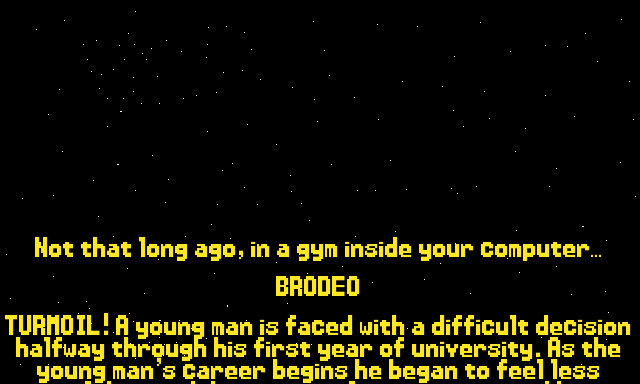 Not that long ago, in a gym inside your computer...
BRODEO
TURMOIL! A young man is faced with a difficult decision
halfway through his first year of university. As the
young man's career begins he began to feel less